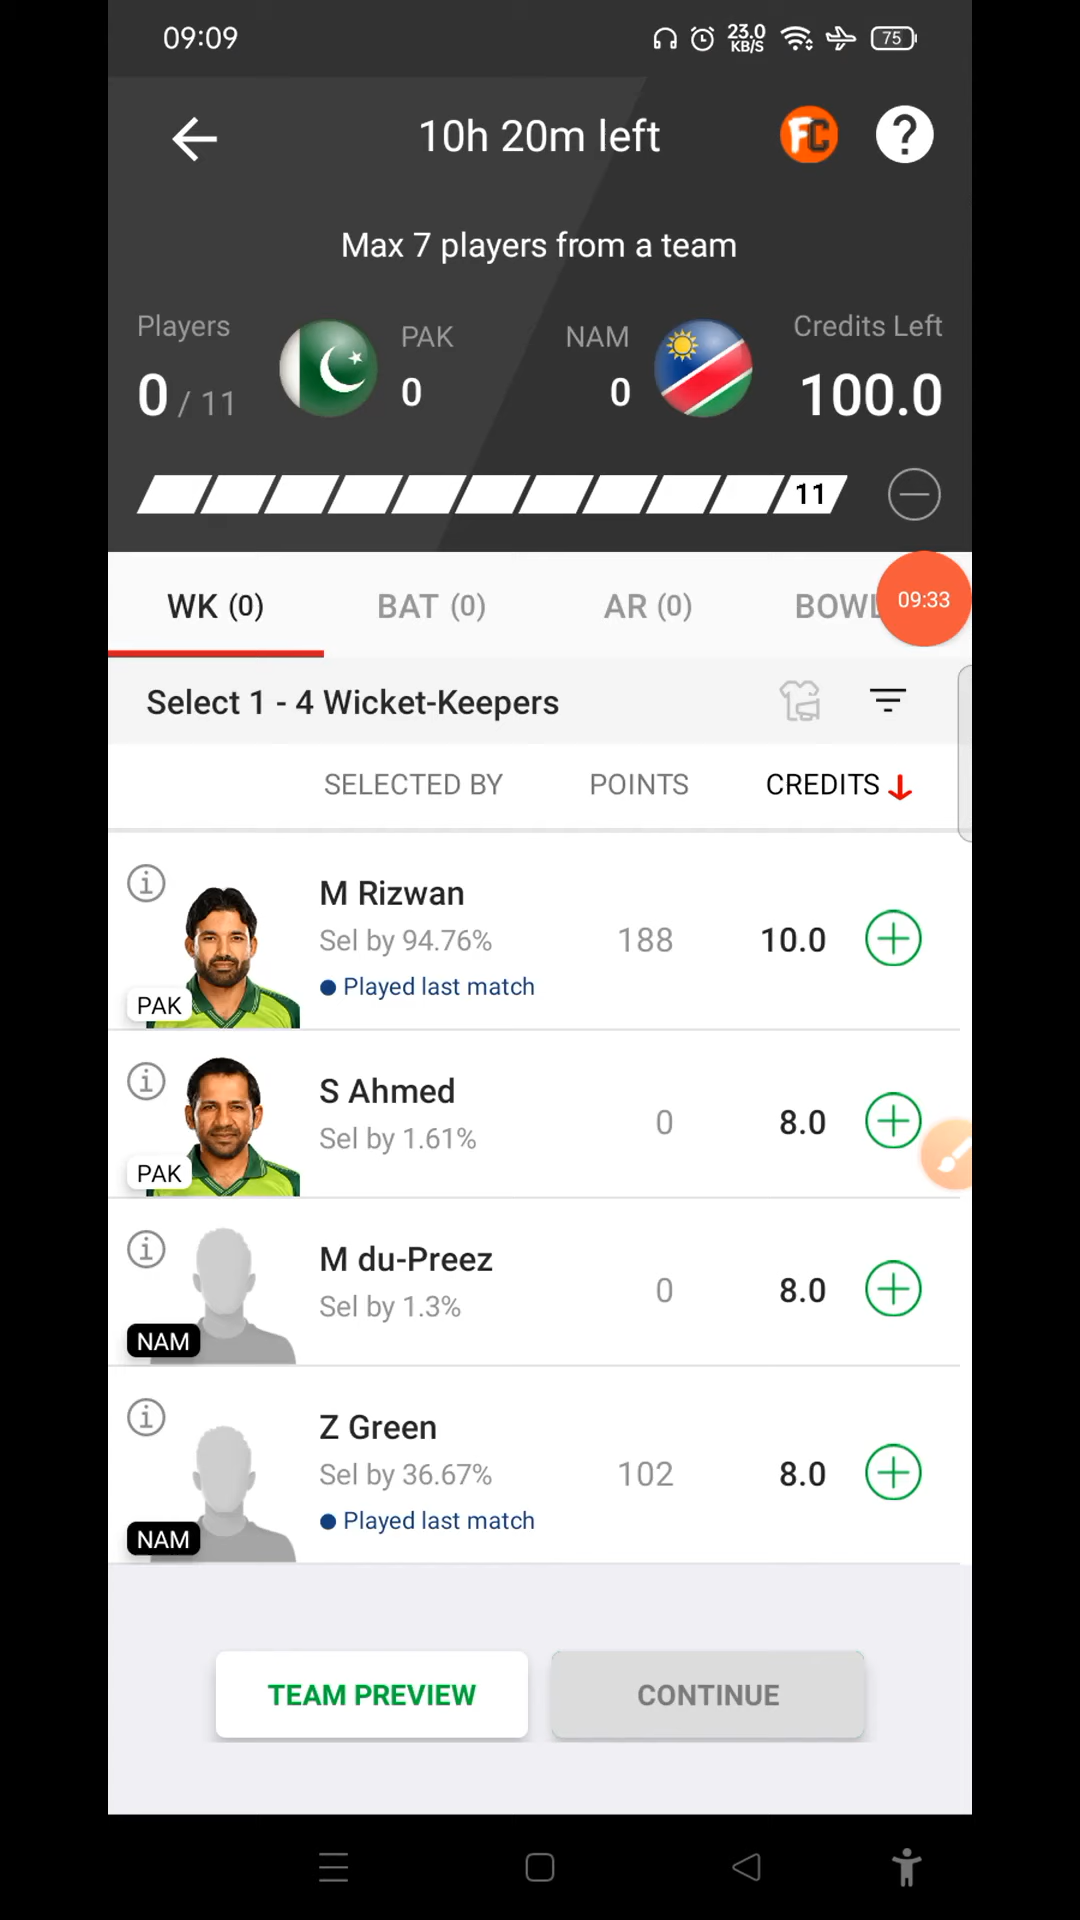 09:09
23.0
KB/S
75
10h 20m left
FC
?
Max 7 players from a team
Players
PAK
NAM
Credits Left
0 / 11
0
0
100.0
11
WK (0)
BAT (0)
AR (0)
BOWL
09:33
Select 1 - 4 Wicket-Keepers
SELECTED BY
POINTS
CREDITS
M Rizwan
Sel by 94.76%
188
10.0
Played last match
PAK
S Ahmed
Sel by 1.61%
0
8.0
PAK
M du-Preez
Sel by 1.3%
0
8.0
NAM
Z Green
Sel by 36.67%
102
8.0
Played last match
NAM
TEAM PREVIEW
CONTINUE